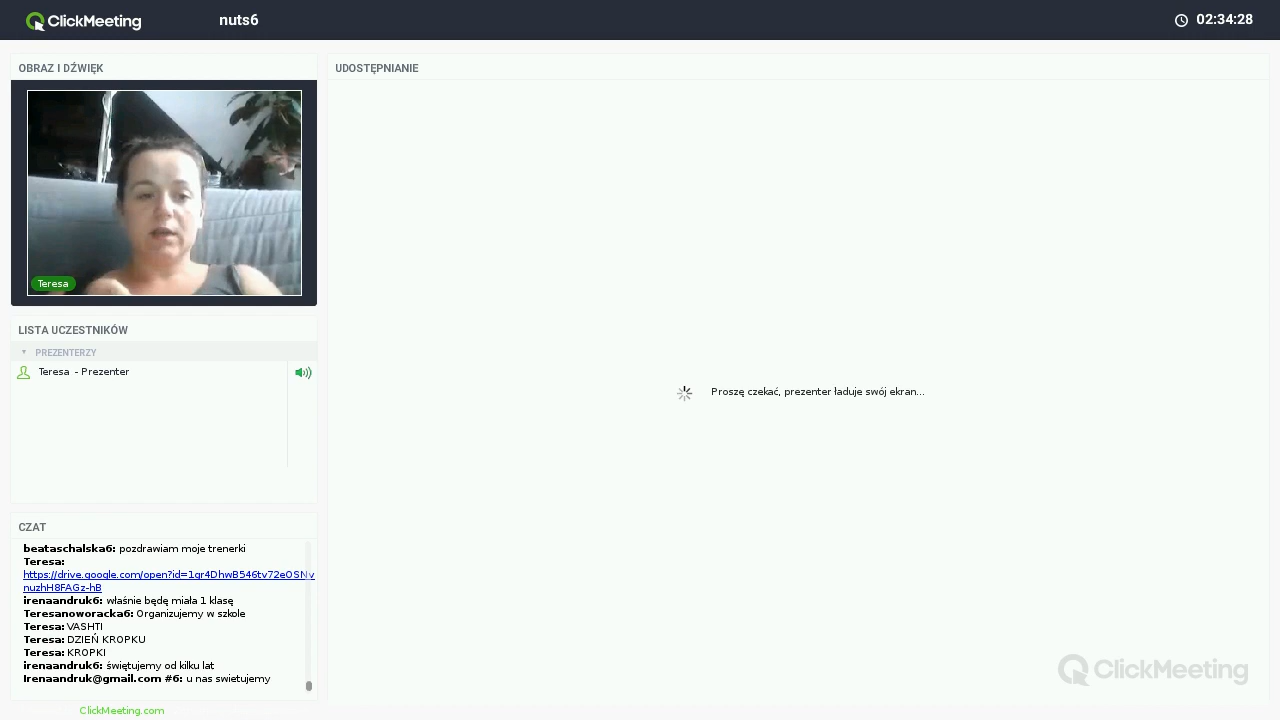 ClickMeeting
nuts6
02:34:28
OBRAZ I DŹWIĘK
Teresa
LISTA UCZESTNIKÓW
PREZENTERZY
Teresa - Prezenter
CZAT
beataschalska6: pozdrawiam moje trenerki
Teresa:
https://drive.google.com/open?id=1gr4DhwB546tv72eOSNv
nuzhH8FAGz-hB
irenaandruk6: właśnie będę miała 1 klasę
Teresanoworacka6: Organizujemy w szkole
Teresa: VASHTI
Teresa: DZIEŃ KROPKU
Teresa: KROPKI
irenaandruk6: świętujemy od kilku lat
Irenaandruk@gmail.com #6: u nas swietujemy
ClickMeeting.com
UDOSTĘPNIANIE
Proszę czekać, prezenter ładuje swój ekran...
ClickMeeting